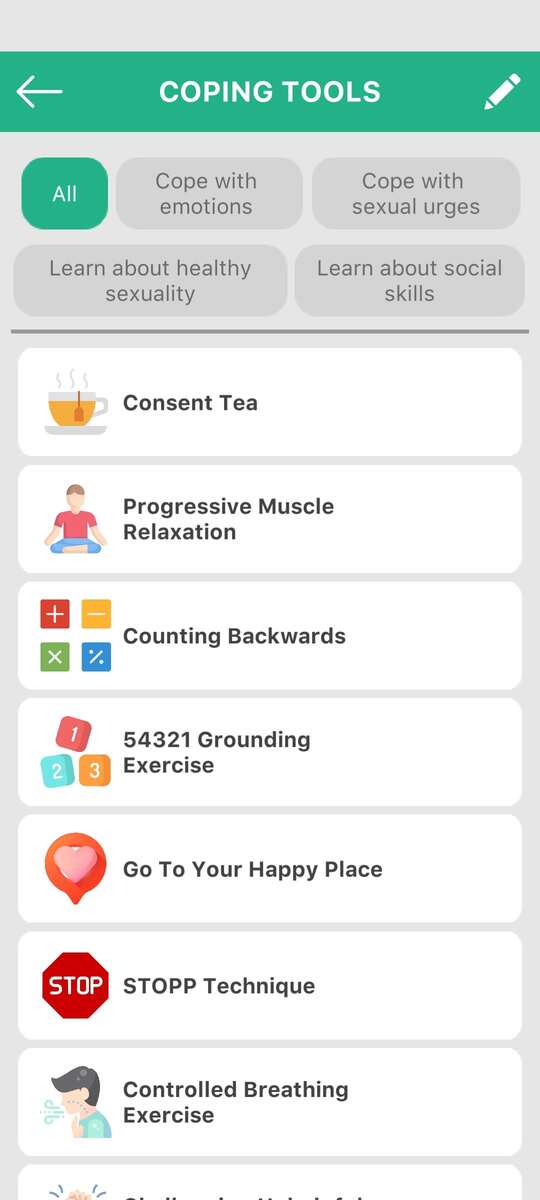 COPING TOOLS
All
Cope with
emotions
Cope with
sexual urges
Learn about healthy
sexuality
Learn about social
skills
Consent Tea
Progressive Muscle
Relaxation
Counting Backwards
1
2 3
54321 Grounding
Exercise
Go To Your Happy Place
STOP
STOPP Technique
Controlled Breathing
Exercise